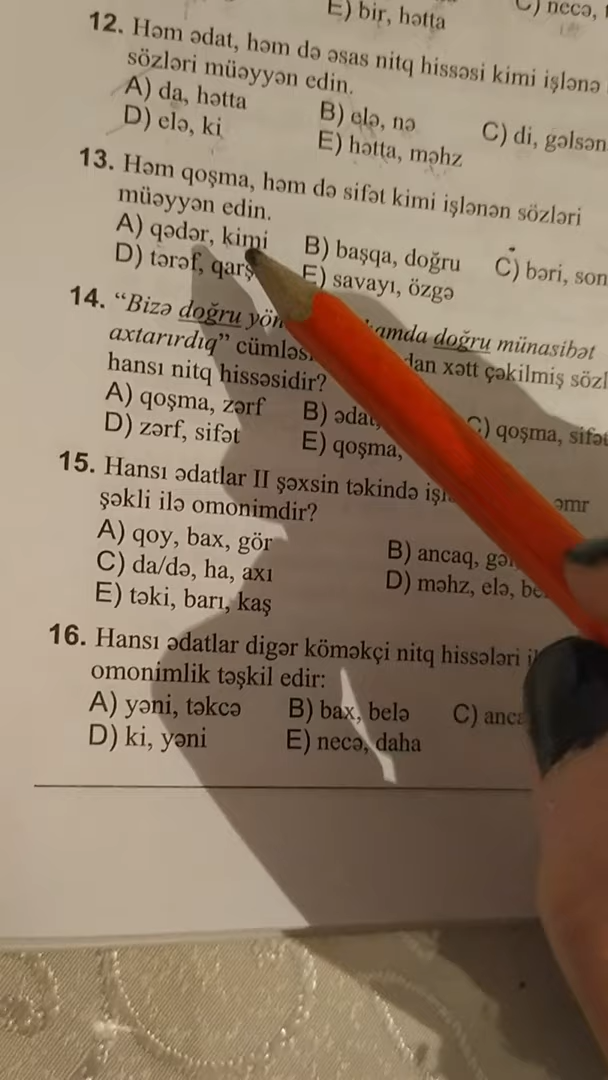 E) bir, hətta
C) necə,
12. Həm ədat, həm də əsas nitq hissəsi kimi işlənə
sözləri müəyyən edin.
A) da, hətta B) elə, nə C) di, gəlsən
D) elə, ki E) hətta, məhz
13. Həm qoşma, həm də sifət kimi işlənən sözləri
müəyyən edin.
A) qədər, kimi B) başqa, doğru C) bəri, son
D) tərəf, qarş E) savayı, özgə
14. “Bizə doğru yön amda doğru münasibət
axtarırdıq” cümləs dan xətt çəkilmiş sözl
hansı nitq hissəsidir?
A) qoşma, zərf B) ədat, C) qoşma, sifət
D) zərf, sifət E) qoşma,
15. Hansı ədatlar II şəxsin təkində işl əmr
şəkli ilə omonimdir?
A) qoy, bax, gör B) ancaq, gəl
C) da/də, ha, axı D) məhz, elə, be
E) təki, barı, kaş
16. Hansı ədatlar digər köməkçi nitq hissələri i
omonimlik təşkil edir:
A) yəni, təkcə B) bax, belə C) anca
D) ki, yəni E) necə, daha